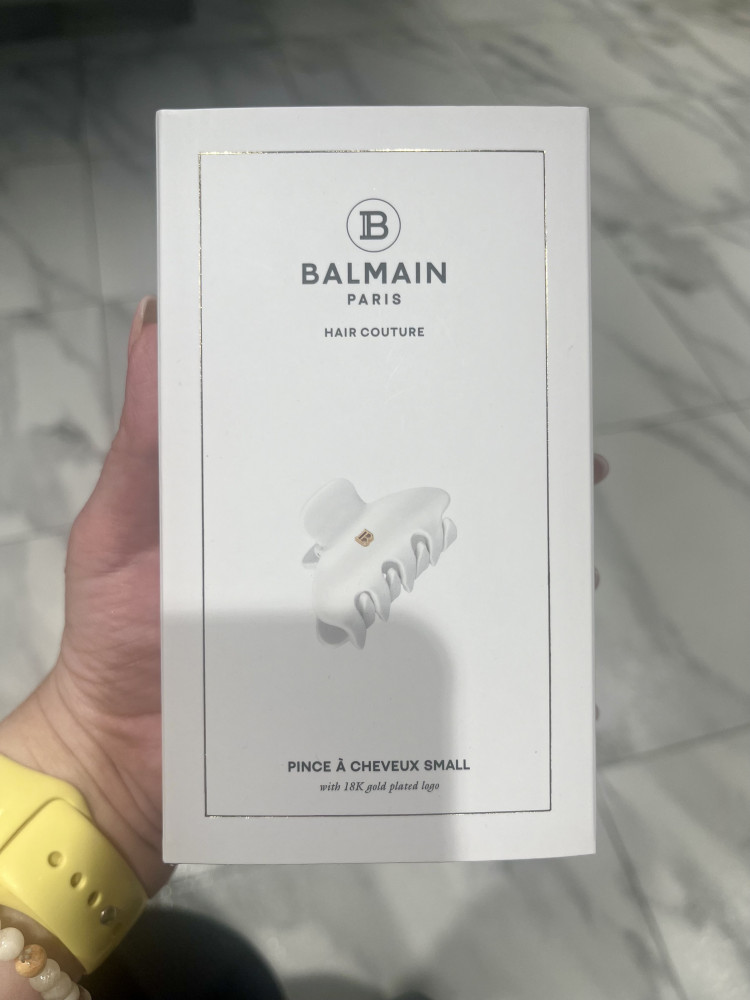 B
BALMAIN
PARIS
HAIR COUTURE
B
PINCE À CHEVEUX SMALL
with 18K gold plated logo